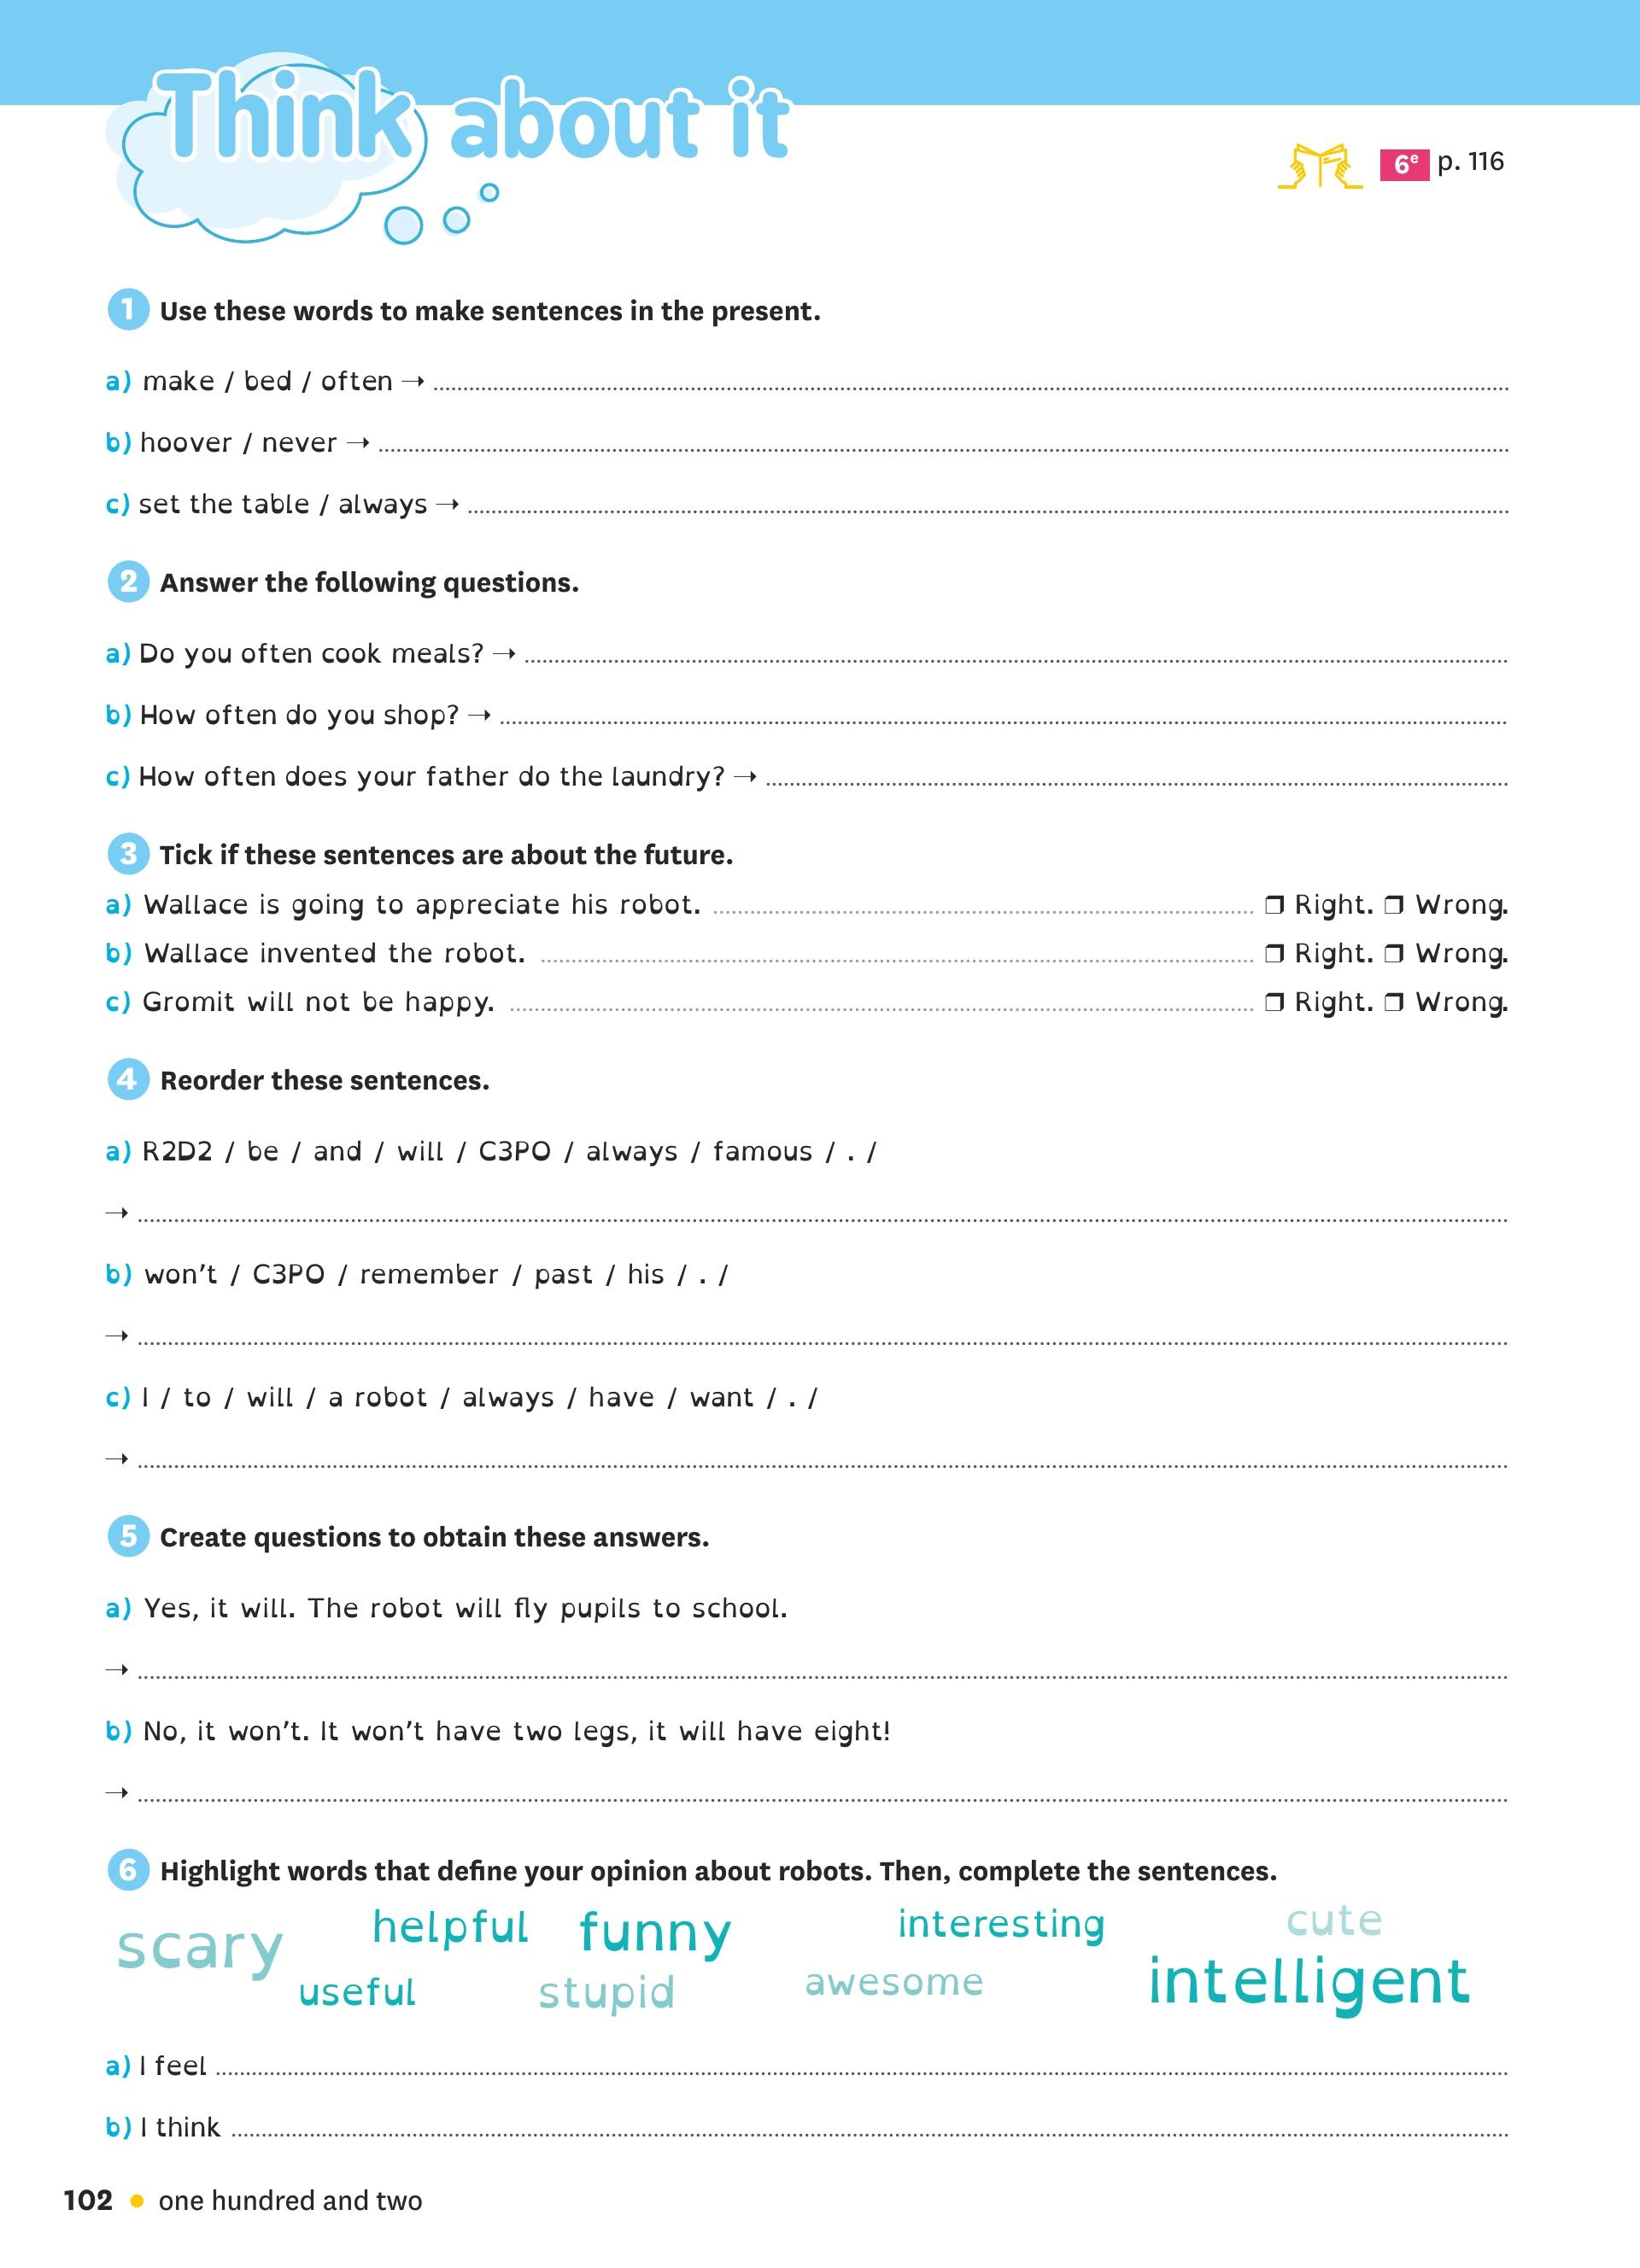 Think about it
6e p. 116
1 Use these words to make sentences in the present.
a) make / bed / often →
b) hoover / never →
c) set the table / always →
2 Answer the following questions.
a) Do you often cook meals? →
b) How often do you shop? →
c) How often does your father do the laundry? →
3 Tick if these sentences are about the future.
a) Wallace is going to appreciate his robot. ❒ Right. ❒ Wrong.
b) Wallace invented the robot. ❒ Right. ❒ Wrong.
c) Gromit will not be happy. ❒ Right. ❒ Wrong.
4 Reorder these sentences.
a) R2D2 / be / and / will / C3PO / always / famous / . /
→
b) won’t / C3PO / remember / past / his / . /
→
c) I / to / will / a robot / always / have / want / . /
→
5 Create questions to obtain these answers.
a) Yes, it will. The robot will fly pupils to school.
→
b) No, it won’t. It won’t have two legs, it will have eight!
→
6 Highlight words that define your opinion about robots. Then, complete the sentences.
scary helpful funny interesting cute
useful stupid awesome intelligent
a) I feel
b) I think
102 • one hundred and two